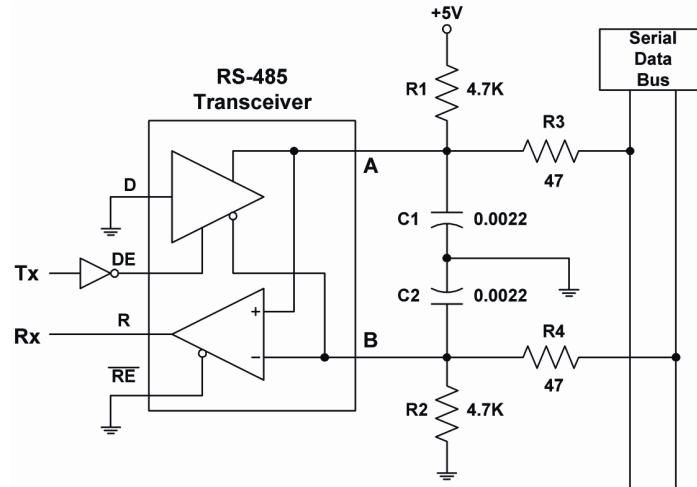 +5V
Serial
Data
Bus
RS-485
Transceiver
R1 4.7K
R3
A
47
D
C1 0.0022
DE
Tx
C2 0.0022
R
+
Rx
B
R4
−
RE
47
R2 4.7K